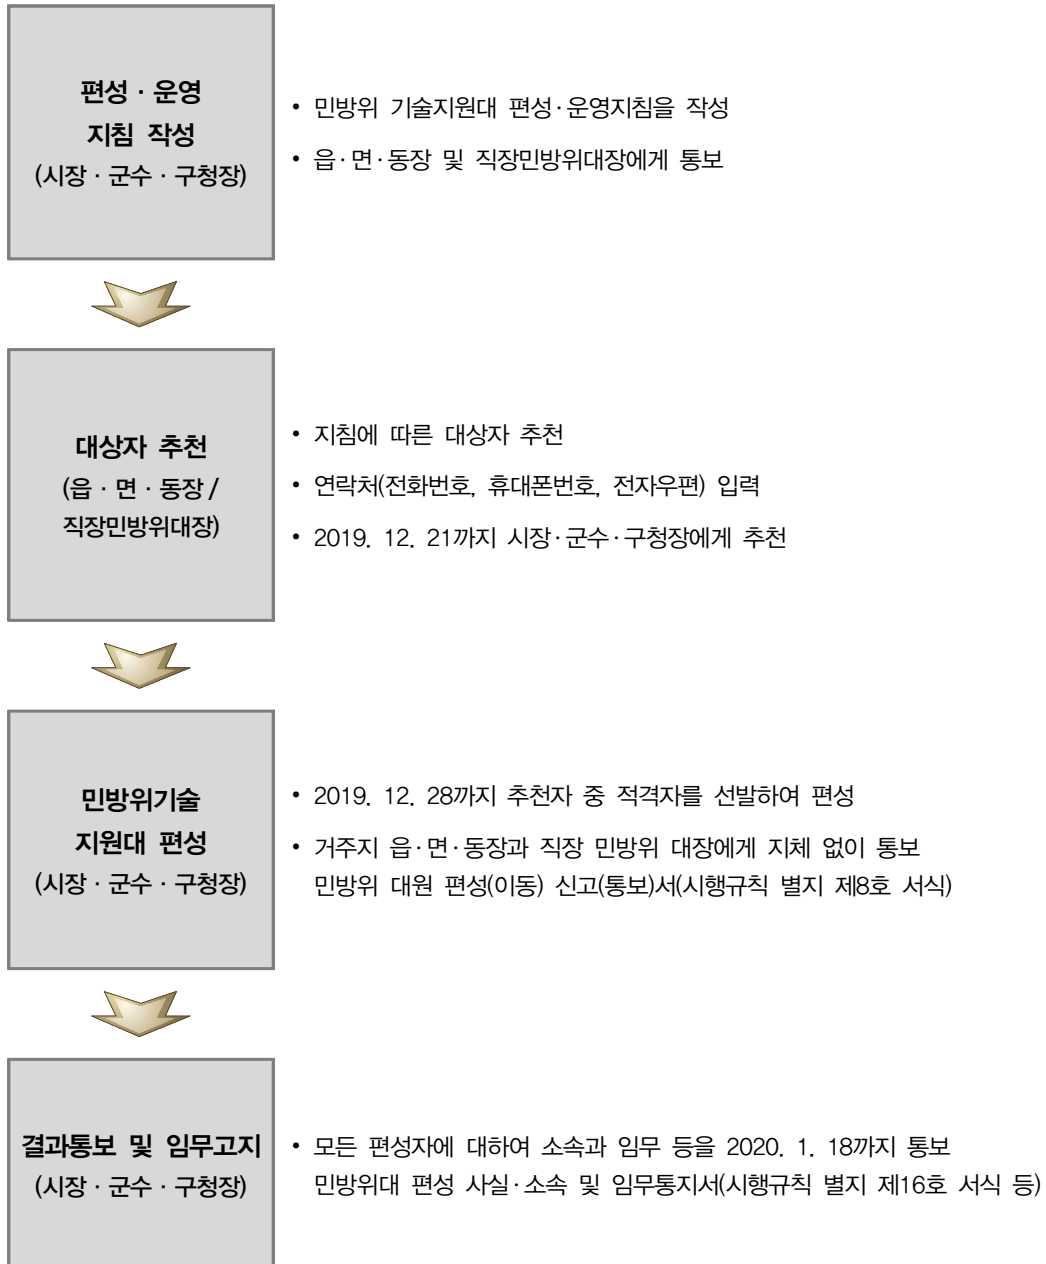 편성 · 운영
지침 작성
(시장 · 군수 · 구청장)
• 민방위 기술지원대 편성·운영지침을 작성
• 읍·면·동장 및 직장민방위대장에게 통보
대상자 추천
(읍 · 면 · 동장 /
직장민방위대장)
• 지침에 따른 대상자 추천
• 연락처(전화번호, 휴대폰번호, 전자우편) 입력
• 2019. 12. 21까지 시장·군수·구청장에게 추천
민방위기술
지원대 편성
(시장 · 군수 · 구청장)
• 2019. 12. 28까지 추천자 중 적격자를 선발하여 편성
• 거주지 읍·면·동장과 직장 민방위 대장에게 지체 없이 통보
민방위 대원 편성(이동) 신고(통보)서(시행규칙 별지 제8호 서식)
결과통보 및 임무고지
(시장 · 군수 · 구청장)
• 모든 편성자에 대하여 소속과 임무 등을 2020. 1. 18까지 통보
민방위대 편성 사실·소속 및 임무통지서(시행규칙 별지 제16호 서식 등)